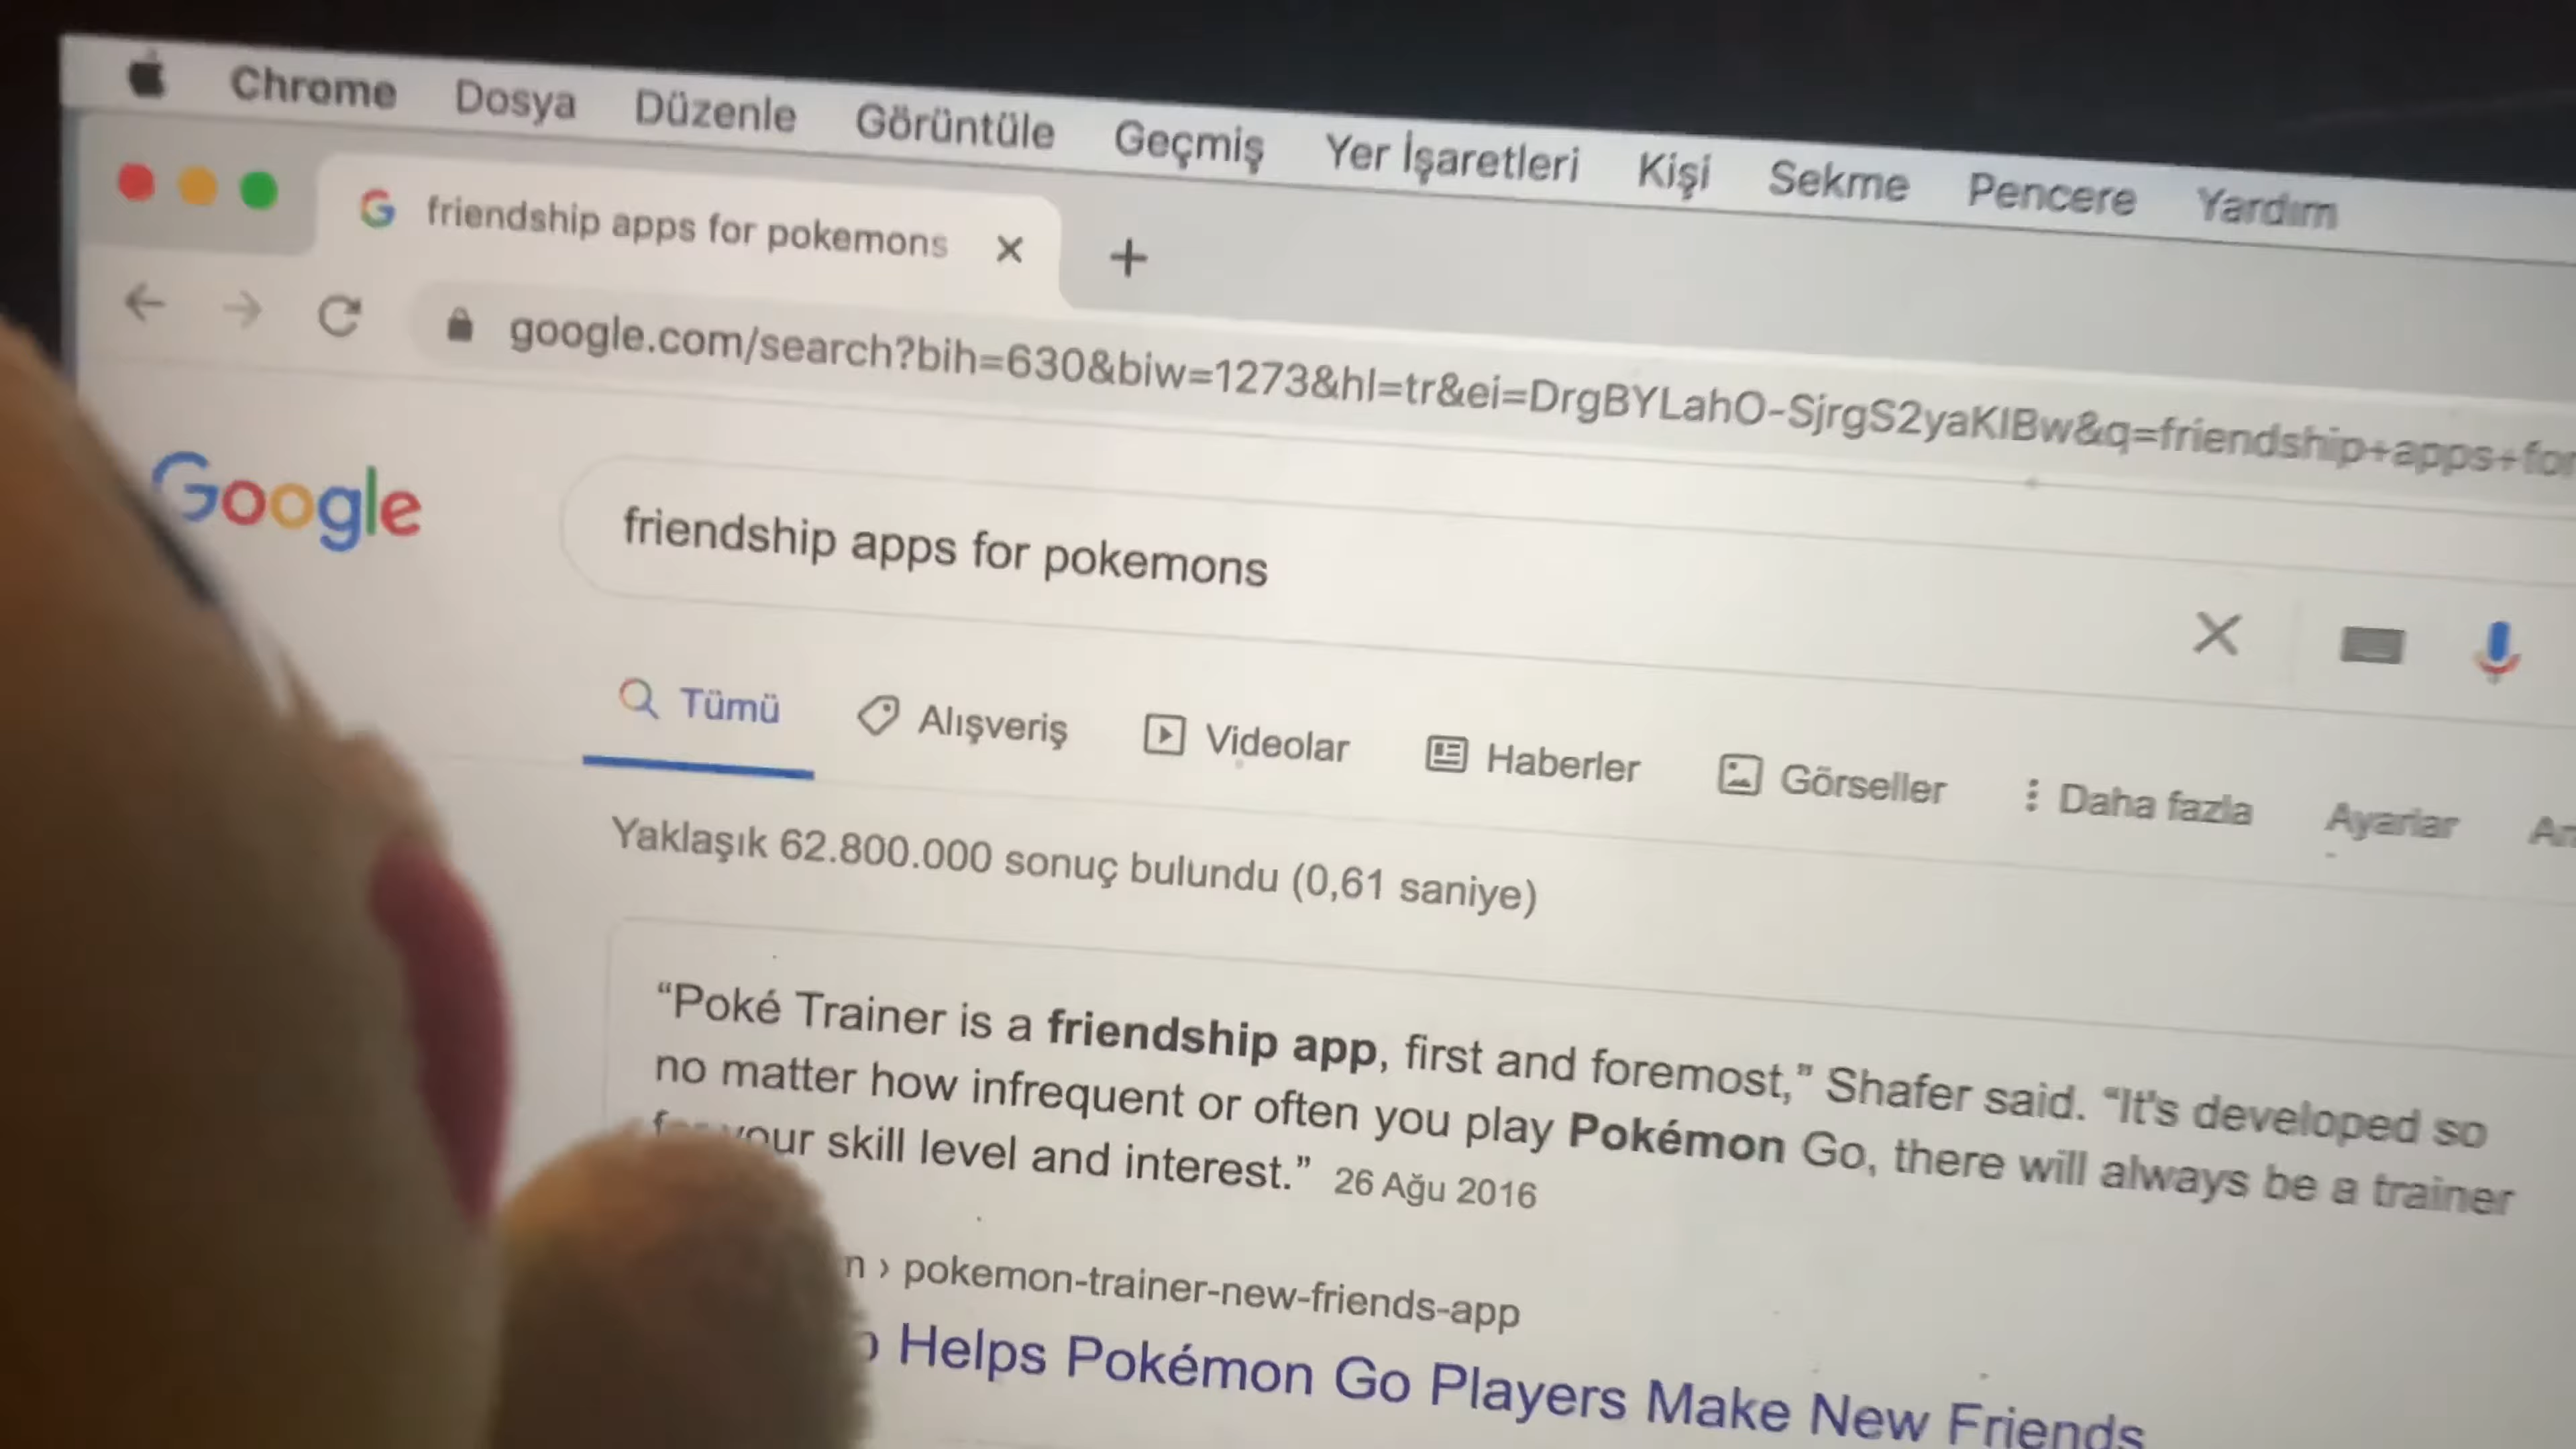 Chrome Dosya Düzenle Görüntüle Geçmiş Yer İşaretleri Kişi Sekme Pencere Yardım
friendship apps for pokemons
google.com/search?bih=630&biw=1273&hl=tr&ei=DrgBYLahO-SjrgS2yaKIBw&q=friendship+apps+for
Google
friendship apps for pokemons
Tümü Alışveriş Videolar Haberler Görseller Daha fazla Ayarlar
Yaklaşık 62.800.000 sonuç bulundu (0,61 saniye)
“Poké Trainer is a friendship app, first and foremost,” Shafer said. “It's developed so
no matter how infrequent or often you play Pokémon Go, there will always be a trainer
your skill level and interest.” 26 Ağu 2016
› pokemon-trainer-new-friends-app
Helps Pokémon Go Players Make New Friends